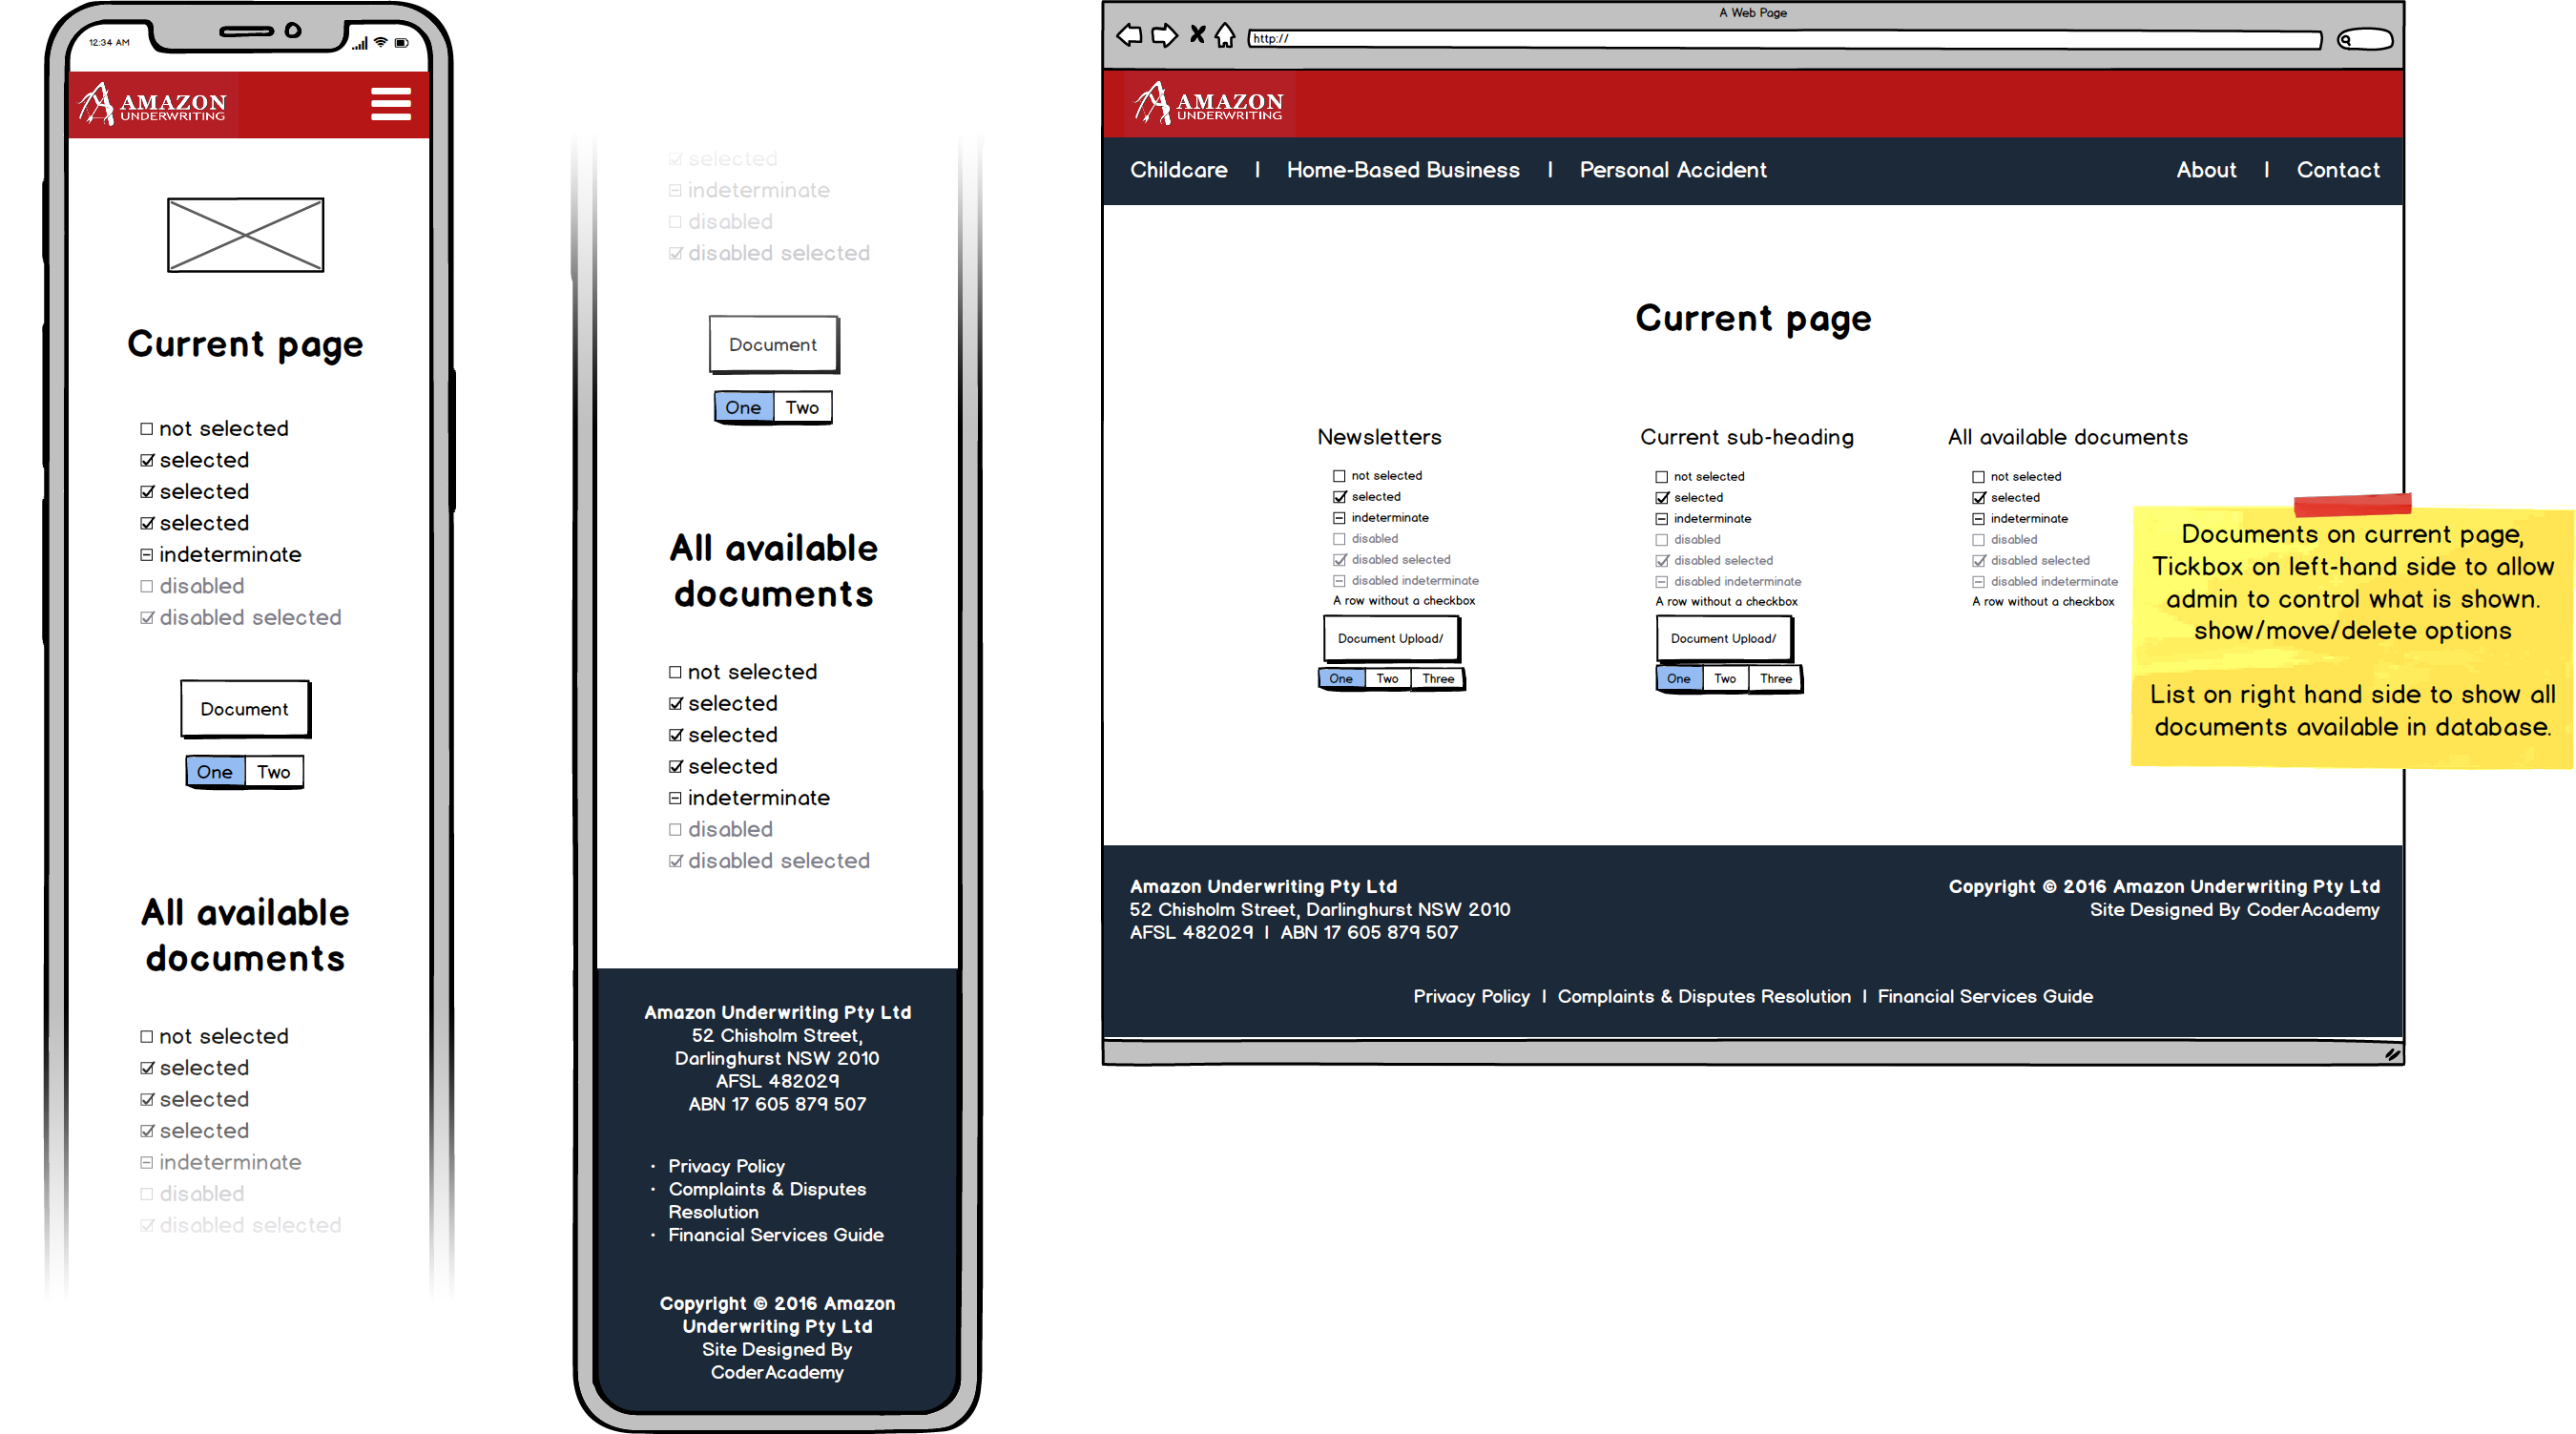 12:34 AM
AMAZON
UNDERWRITING
Current page
not selected
selected
selected
selected
indeterminate
disabled
disabled selected
Document
One Two
All available
documents
not selected
selected
selected
selected
indeterminate
disabled
disabled selected
selected
indeterminate
disabled
disabled selected
Document
One Two
All available
documents
not selected
selected
selected
selected
indeterminate
disabled
disabled selected
Amazon Underwriting Pty Ltd
52 Chisholm Street,
Darlinghurst NSW 2010
AFSL 482029
ABN 17 605 879 507
• Privacy Policy
• Complaints & Disputes
Resolution
• Financial Services Guide
Copyright © 2016 Amazon
Underwriting Pty Ltd
Site Designed By
CoderAcademy
A Web Page
http://
AMAZON
UNDERWRITING
Childcare | Home-Based Business | Personal Accident
About | Contact
Current page
Newsletters
not selected
selected
indeterminate
disabled
disabled selected
disabled indeterminate
A row without a checkbox
Document Upload/
One Two Three
Current sub-heading
not selected
selected
indeterminate
disabled
disabled selected
disabled indeterminate
A row without a checkbox
Document Upload/
One Two Three
All available documents
not selected
selected
indeterminate
disabled
disabled selected
disabled indeterminate
A row without a checkbox
Documents on current page,
Tickbox on left-hand side to allow
admin to control what is shown.
show/move/delete options
List on right hand side to show all
documents available in database.
Amazon Underwriting Pty Ltd
52 Chisholm Street, Darlinghurst NSW 2010
AFSL 482029 | ABN 17 605 879 507
Copyright © 2016 Amazon Underwriting Pty Ltd
Site Designed By CoderAcademy
Privacy Policy | Complaints & Disputes Resolution | Financial Services Guide